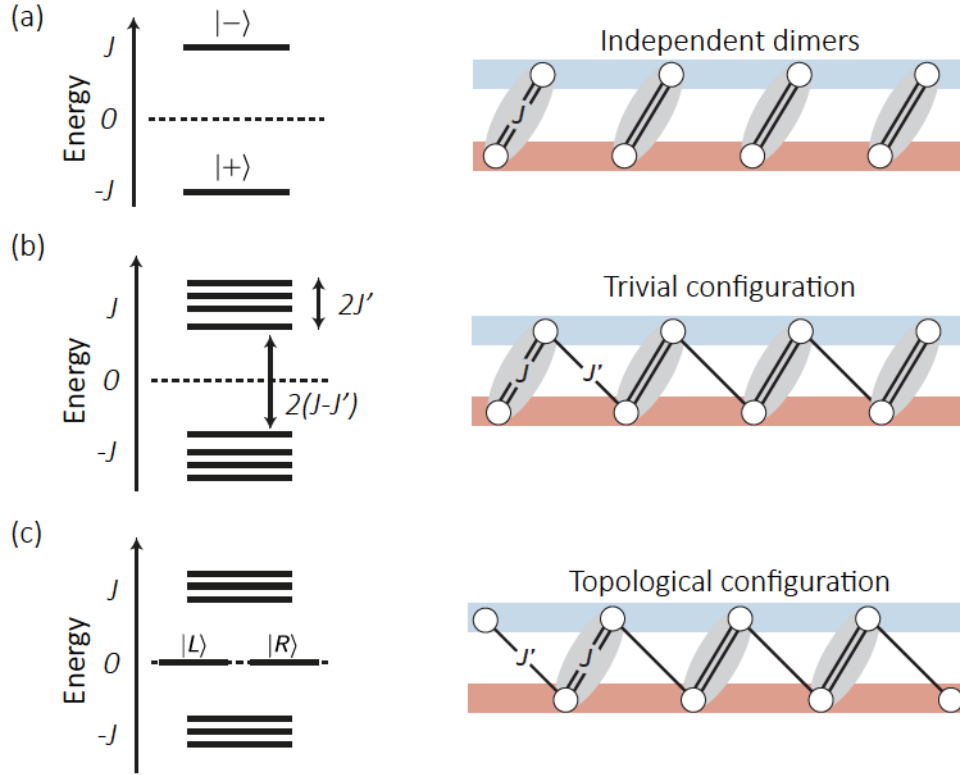 (a)
Energy
J
0
-J
|−⟩
|+⟩
Independent dimers
J
(b)
Energy
J
0
-J
2J'
2(J-J')
Trivial configuration
J
J'
(c)
Energy
J
0
-J
|L⟩
|R⟩
Topological configuration
J'
J